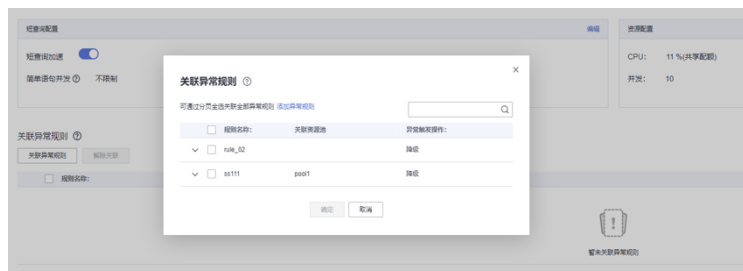 短查询配置
编辑
资源配置
短查询加速
CPU: 11 %(共享配额)
简单语句并发 不限制
并发: 10
关联异常规则
关联异常规则 解除关联
规则名称:
暂未关联异常规则
关联异常规则
可通过分页全选关联全部异常规则 添加异常规则
规则名称: 关联资源池 异常触发操作:
rule_02 降级
ss111 pool1 降级
确定 取消